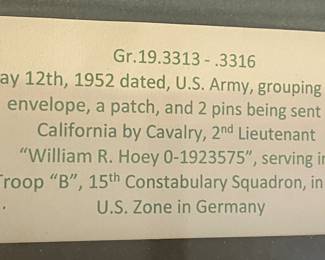 Gr.19.3313 - .3316
ay 12th, 1952 dated, U.S. Army, grouping
envelope, a patch, and 2 pins being sent
California by Cavalry, 2nd Lieutenant
"William R. Hoey 0-1923575", serving in
Troop "B", 15th Constabulary Squadron, in
U.S. Zone in Germany